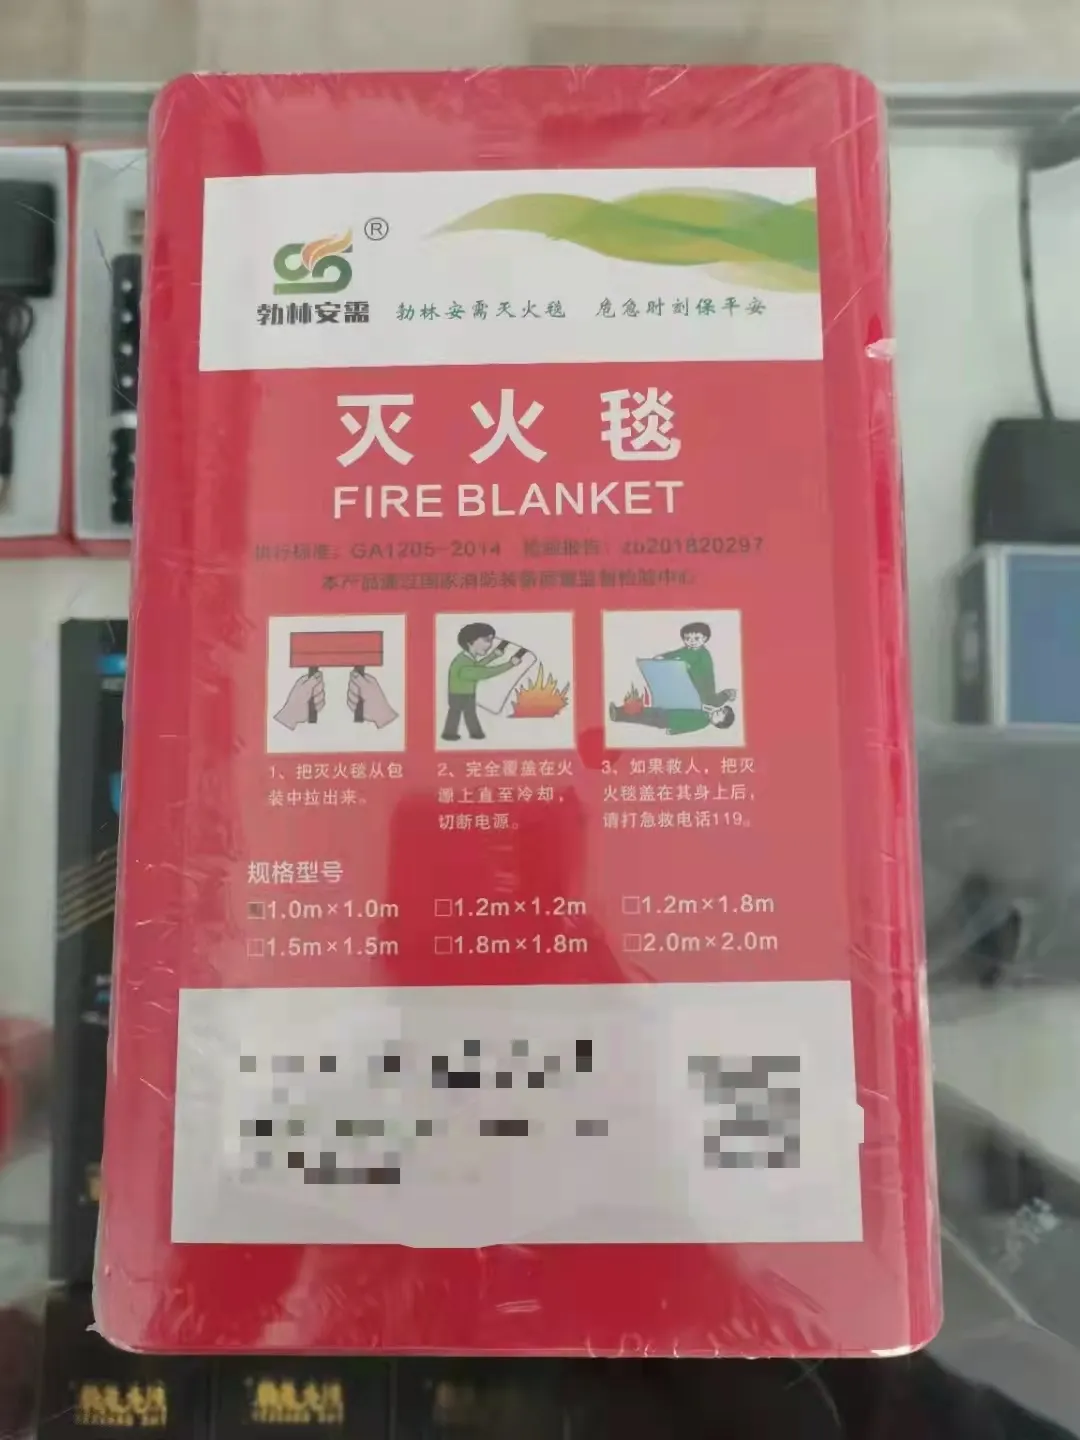 ®
勃林安需 勃林安需灭火毯 危急时刻保平安
灭火毯
FIRE BLANKET
执行标准：GA1205-2014 检验报告：zb201820297
本产品通过国家消防装备质量监督检验中心
1、把灭火毯从包
装中拉出来。
2、完全覆盖在火
源上直至冷却，
切断电源。
3、如果救人，把灭
火毯盖在其身上后，
请打急救电话119。
规格型号
■1.0m×1.0m □1.2m×1.2m □1.2m×1.8m
□1.5m×1.5m □1.8m×1.8m □2.0m×2.0m